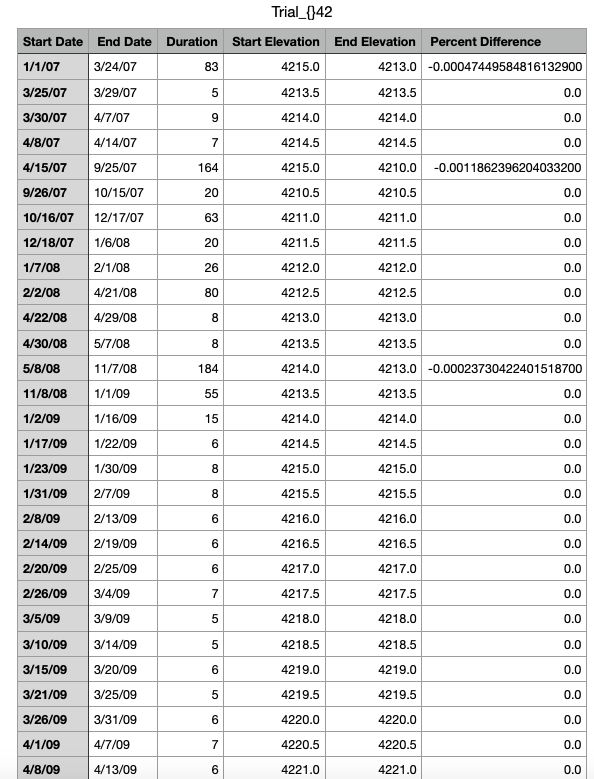 Trial_{}42
Start Date End Date Duration Start Elevation End Elevation Percent Difference
1/1/07 3/24/07 83 4215.0 4213.0 -0.00047449584816132900
3/25/07 3/29/07 5 4213.5 4213.5 0.0
3/30/07 4/7/07 9 4214.0 4214.0 0.0
4/8/07 4/14/07 7 4214.5 4214.5 0.0
4/15/07 9/25/07 164 4215.0 4210.0 -0.0011862396204033200
9/26/07 10/15/07 20 4210.5 4210.5 0.0
10/16/07 12/17/07 63 4211.0 4211.0 0.0
12/18/07 1/6/08 20 4211.5 4211.5 0.0
1/7/08 2/1/08 26 4212.0 4212.0 0.0
2/2/08 4/21/08 80 4212.5 4212.5 0.0
4/22/08 4/29/08 8 4213.0 4213.0 0.0
4/30/08 5/7/08 8 4213.5 4213.5 0.0
5/8/08 11/7/08 184 4214.0 4213.0 -0.00023730422401518700
11/8/08 1/1/09 55 4213.5 4213.5 0.0
1/2/09 1/16/09 15 4214.0 4214.0 0.0
1/17/09 1/22/09 6 4214.5 4214.5 0.0
1/23/09 1/30/09 8 4215.0 4215.0 0.0
1/31/09 2/7/09 8 4215.5 4215.5 0.0
2/8/09 2/13/09 6 4216.0 4216.0 0.0
2/14/09 2/19/09 6 4216.5 4216.5 0.0
2/20/09 2/25/09 6 4217.0 4217.0 0.0
2/26/09 3/4/09 7 4217.5 4217.5 0.0
3/5/09 3/9/09 5 4218.0 4218.0 0.0
3/10/09 3/14/09 5 4218.5 4218.5 0.0
3/15/09 3/20/09 6 4219.0 4219.0 0.0
3/21/09 3/25/09 5 4219.5 4219.5 0.0
3/26/09 3/31/09 6 4220.0 4220.0 0.0
4/1/09 4/7/09 7 4220.5 4220.5 0.0
4/8/09 4/13/09 6 4221.0 4221.0 0.0